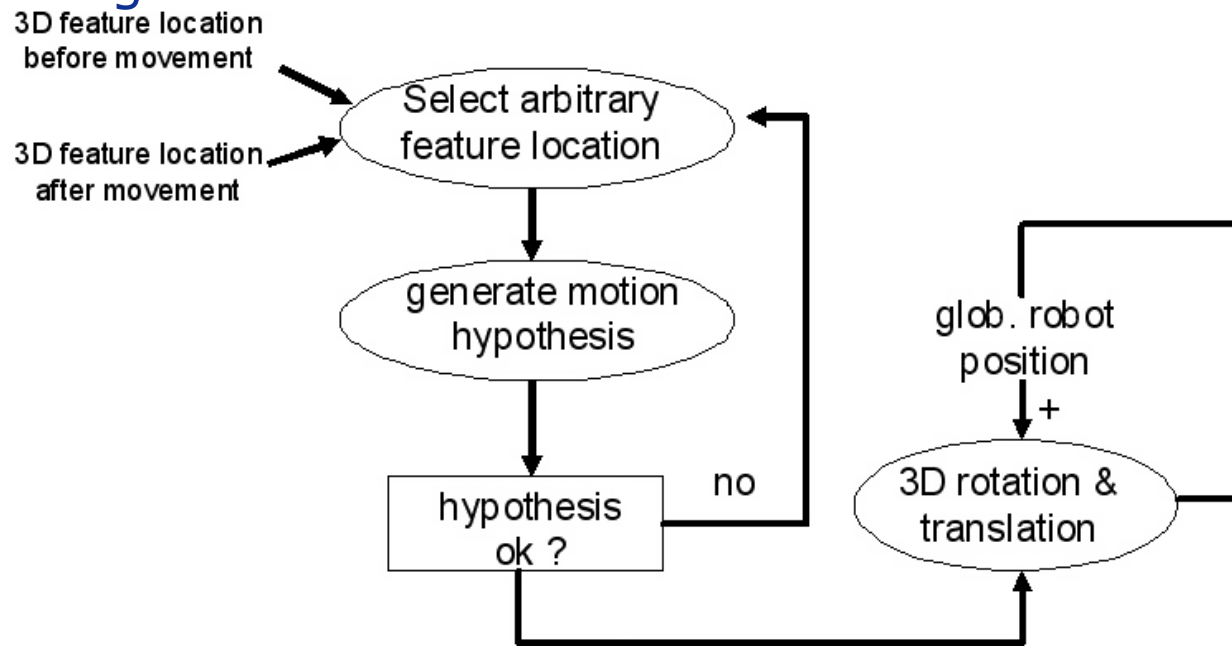 3D feature location
before movement
3D feature location
after movement
Select arbitrary
feature location
generate motion
hypothesis
hypothesis
ok ?
no
glob. robot
position
+
3D rotation &
translation